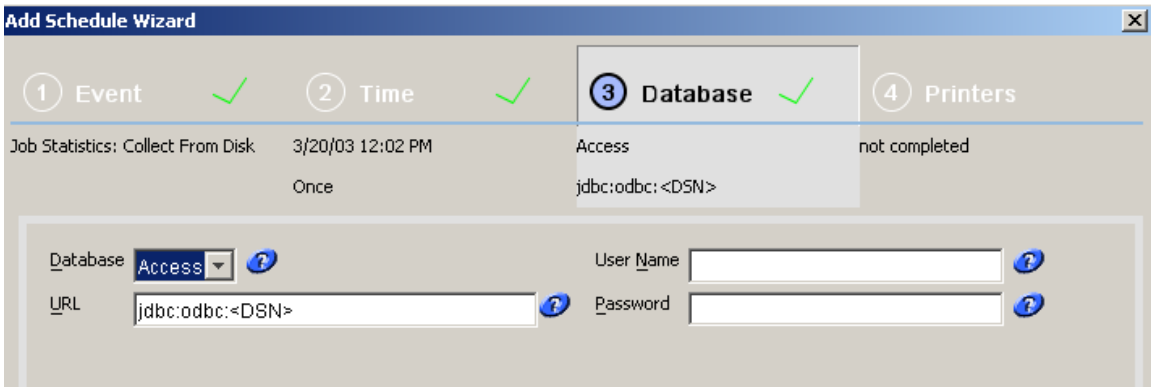 Add Schedule Wizard
1 Event 2 Time 3 Database 4 Printers
Job Statistics: Collect From Disk 3/20/03 12:02 PM Access not completed
Once jdbc:odbc:<DSN>
Database Access ? User Name ?
URL jdbc:odbc:<DSN> ? Password ?